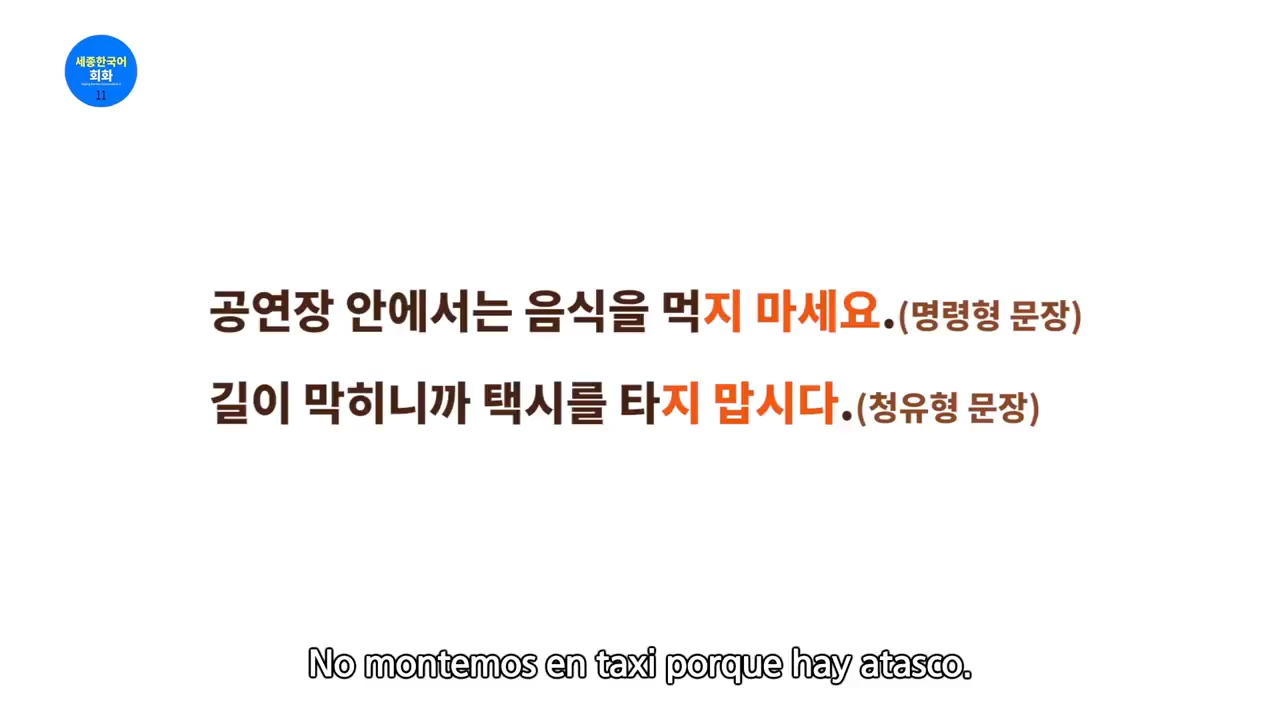 세종한국어
회화
11
공연장 안에서는 음식을 먹지 마세요.(명령형 문장)
길이 막히니까 택시를 타지 맙시다.(청유형 문장)
No montemos en taxi porque hay atasco.